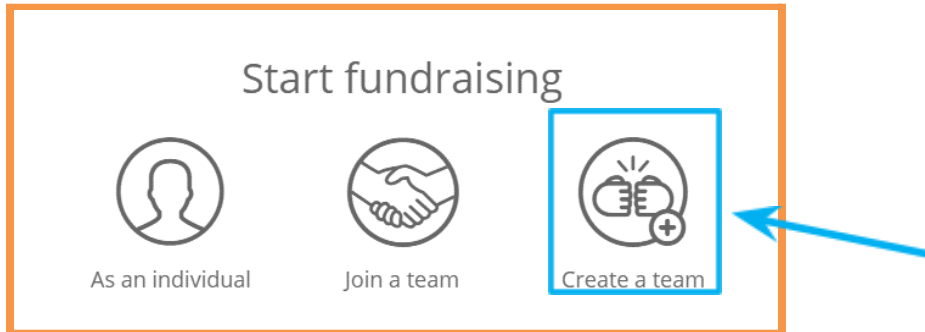 Start fundraising
As an individual
Join a team
Create a team